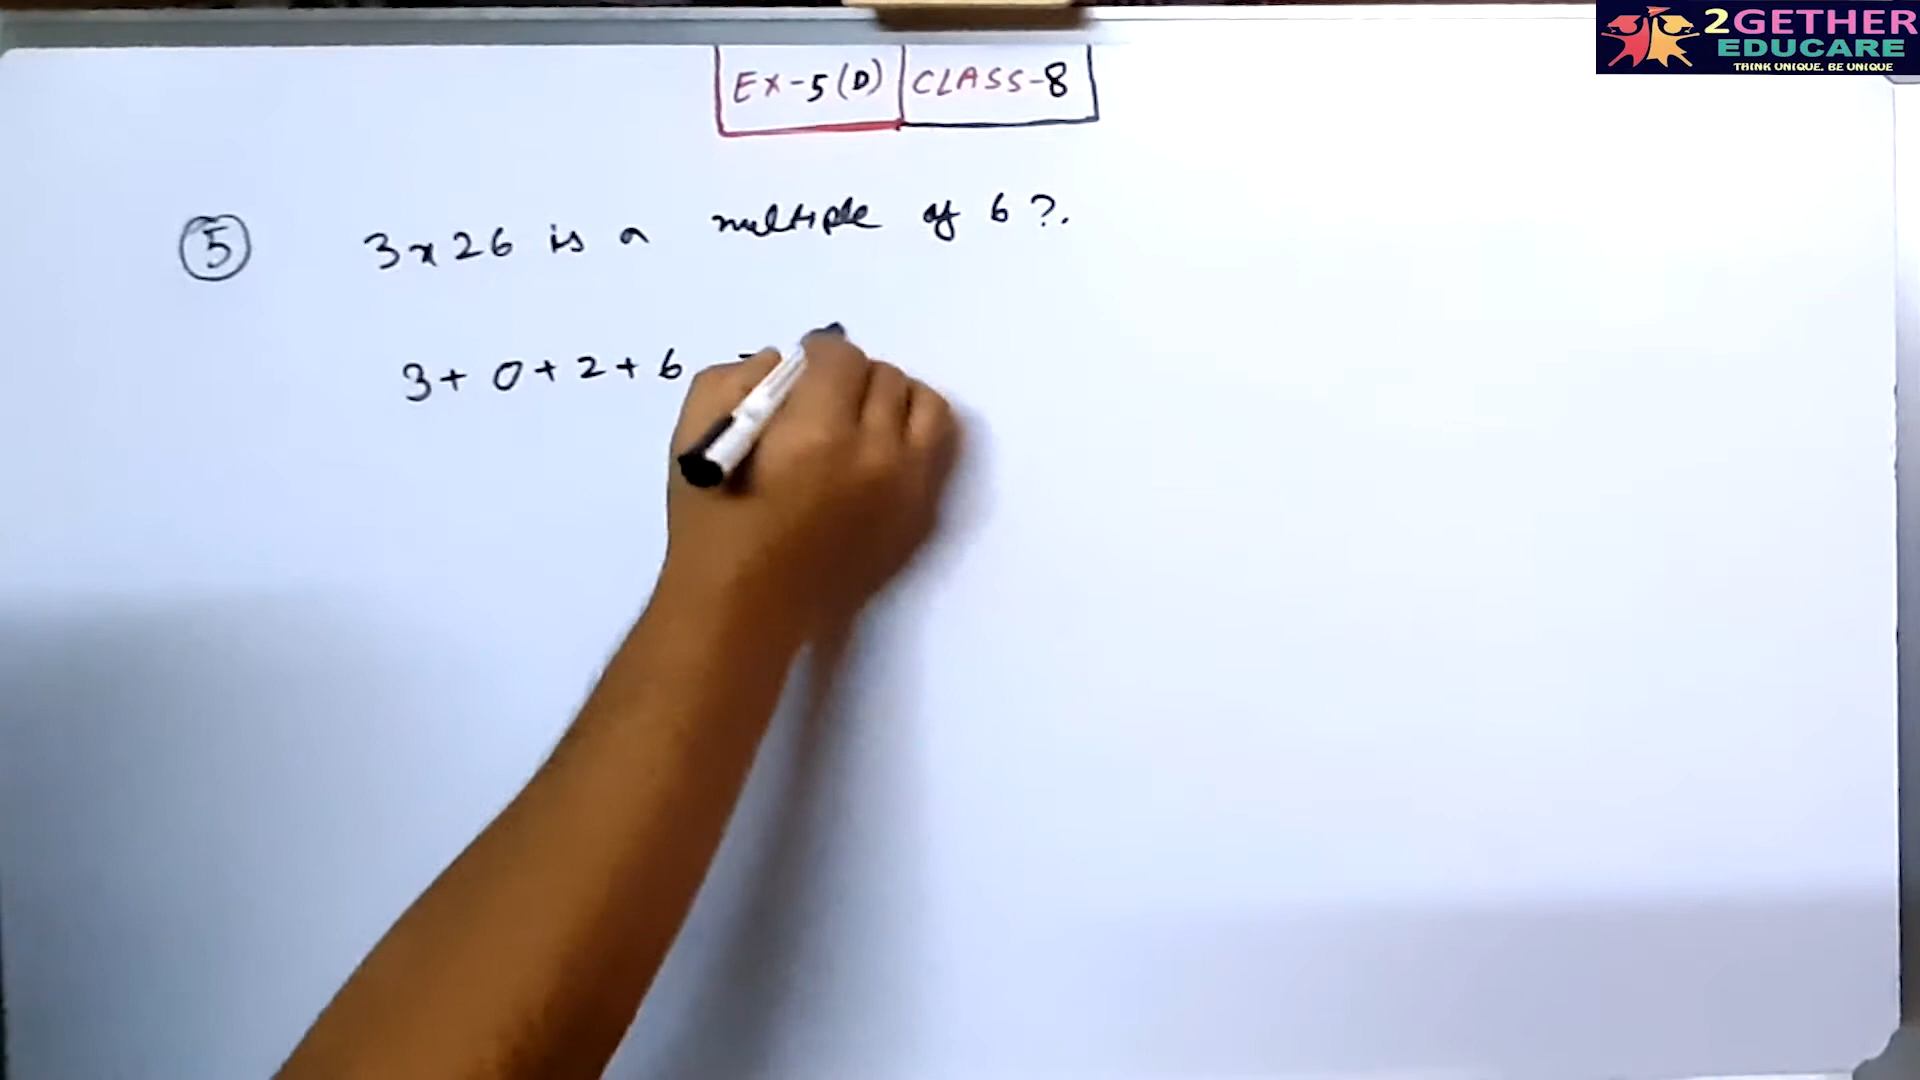 2GETHER
EDUCARE
THINK UNIQUE. BE UNIQUE
EX-5(D) CLASS-8
5 3x26 is a multiple of 6 ?.
3+ 0+2+6